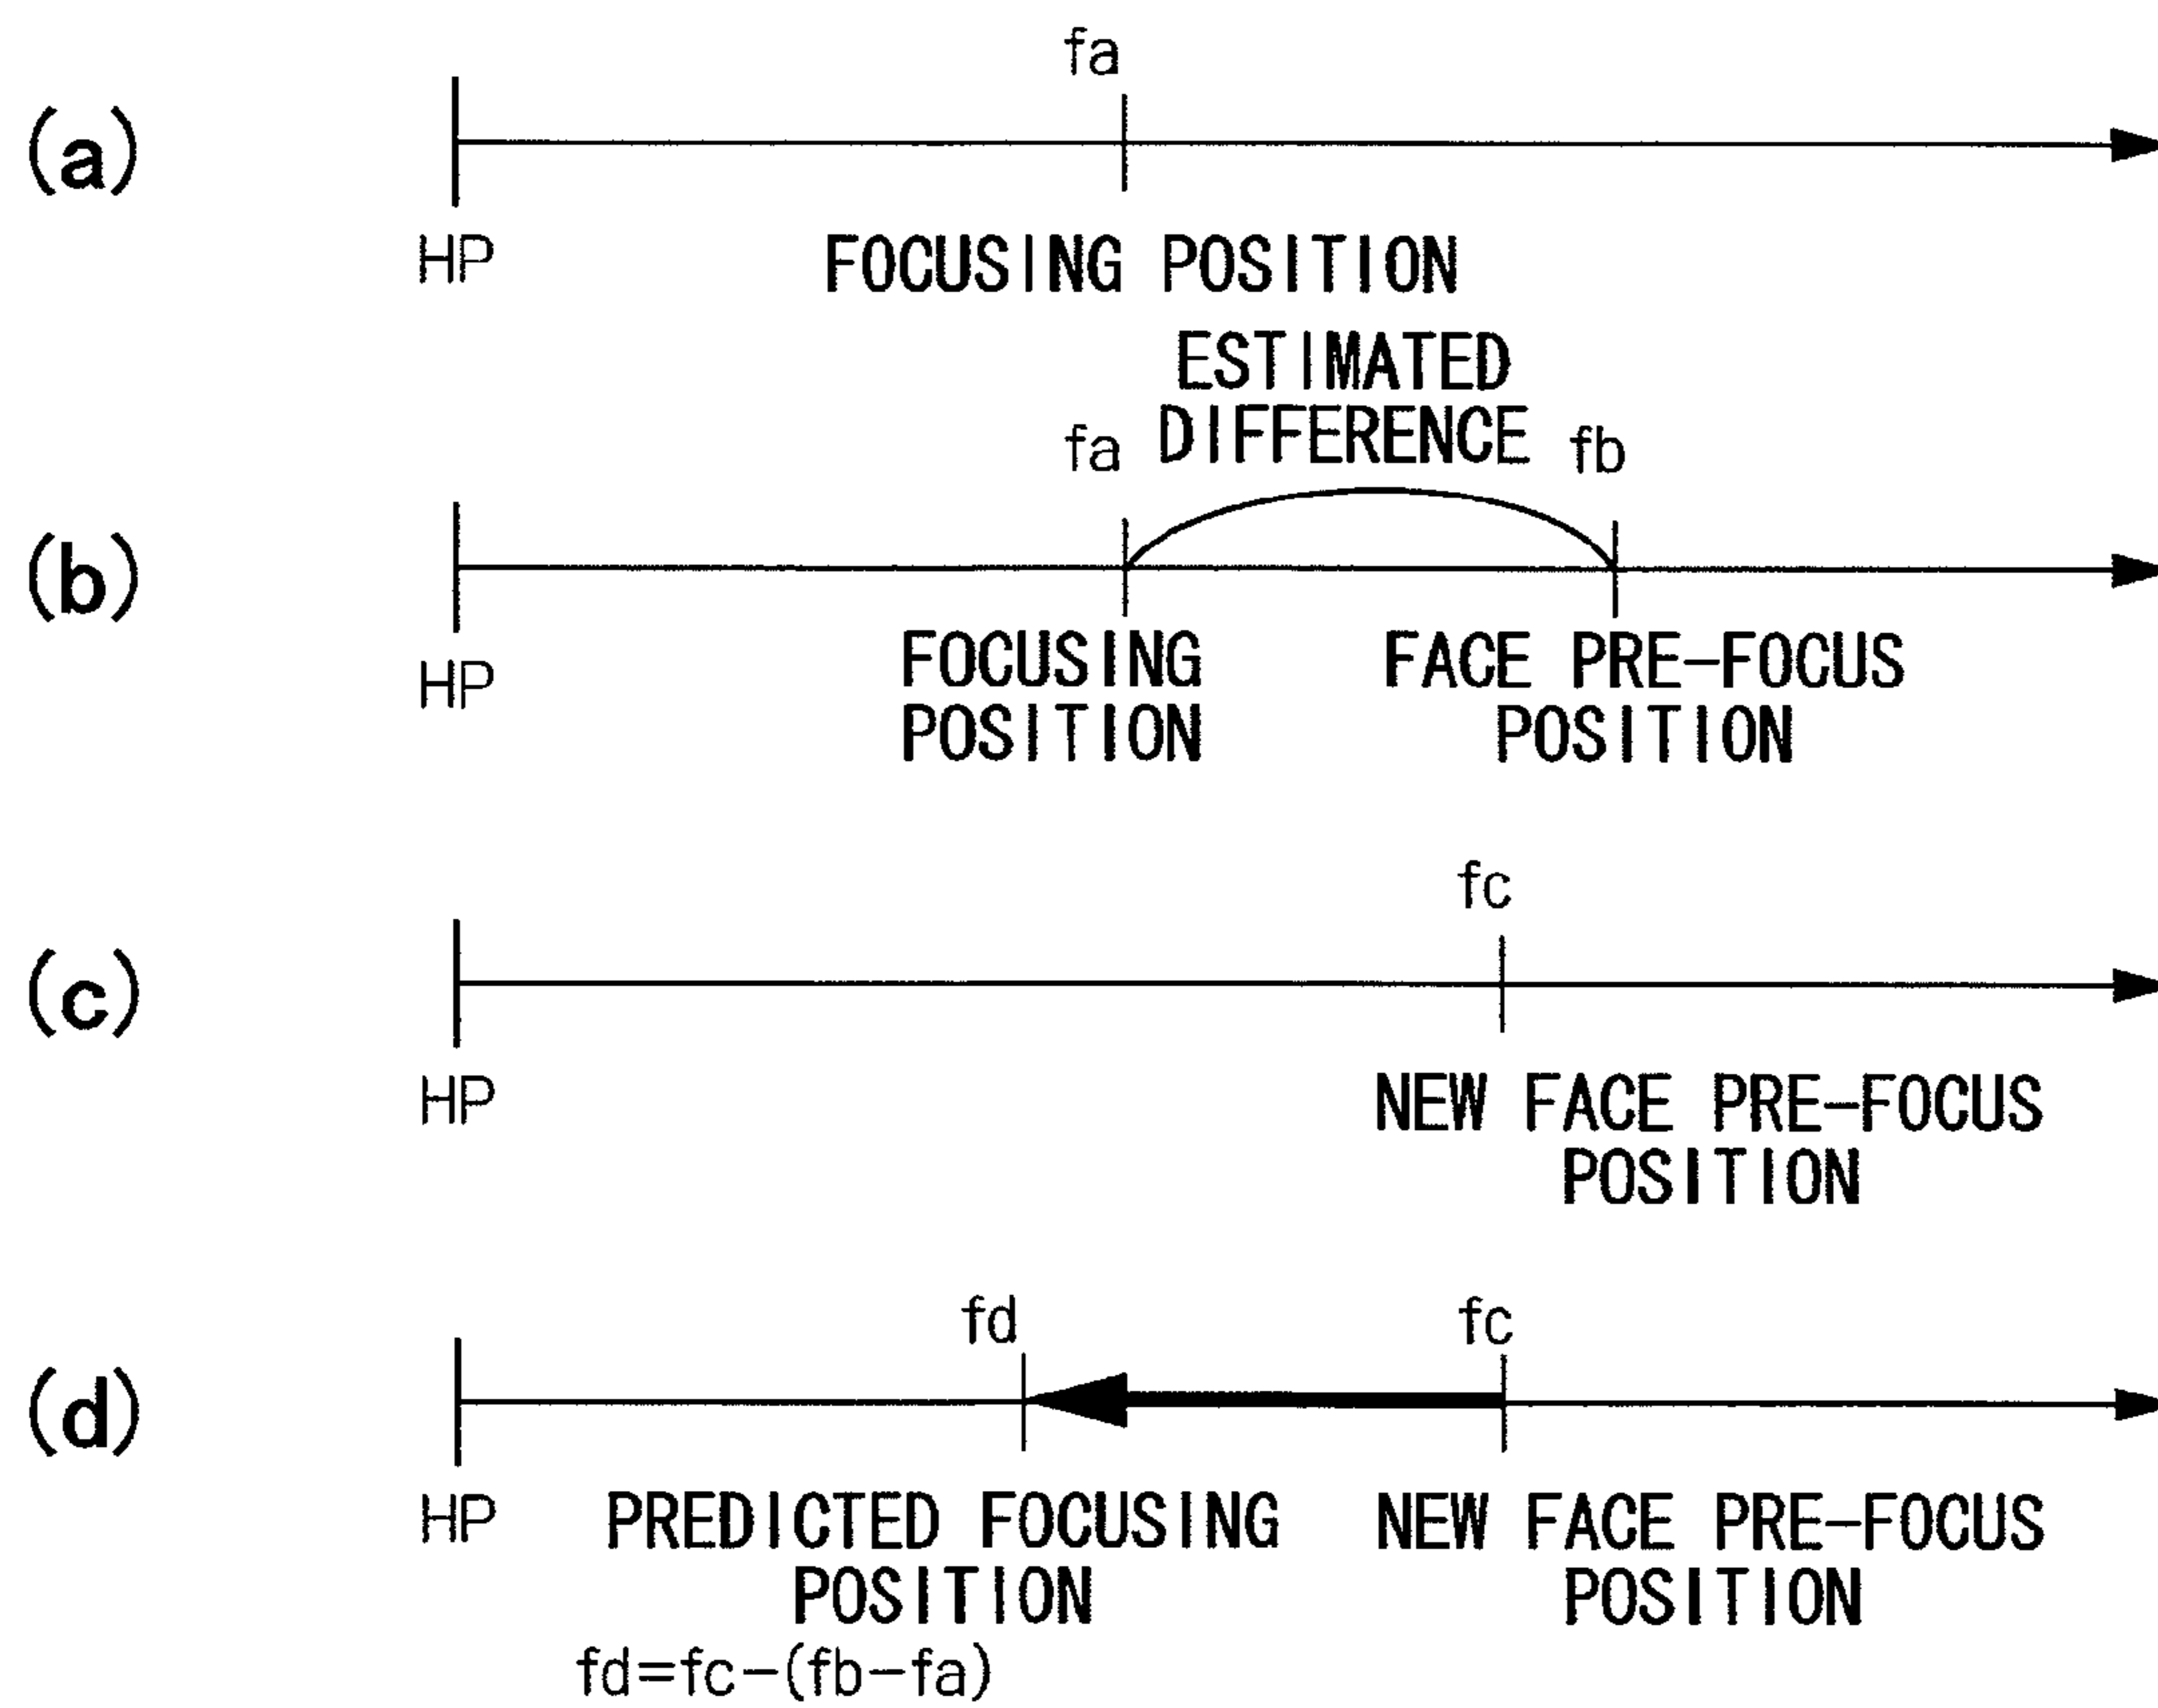 fa
(a)
HP
FOCUSING POSITION
ESTIMATED
DIFFERENCE
fa
fb
(b)
HP
FOCUSING
POSITION
FACE PRE-FOCUS
POSITION
fc
(c)
HP
NEW FACE PRE-FOCUS
POSITION
fd
fc
(d)
HP
PREDICTED FOCUSING
POSITION
NEW FACE PRE-FOCUS
POSITION
fd=fc-(fb-fa)